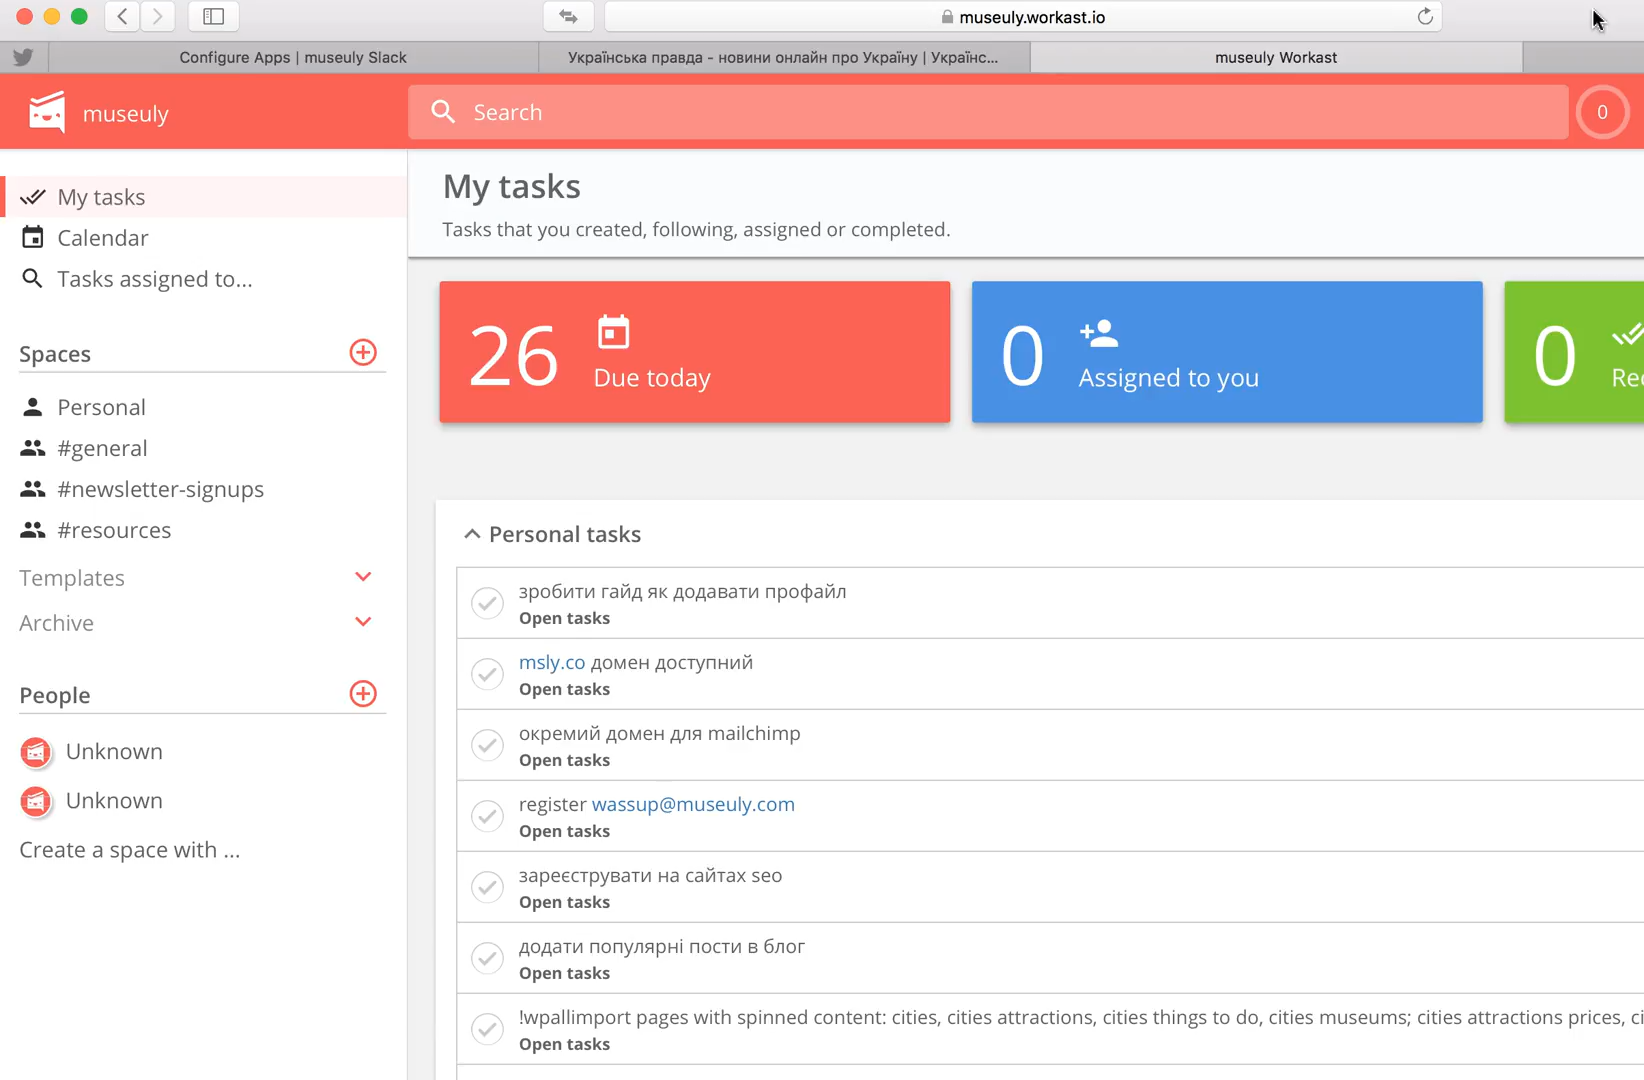 museuly.workast.io
Configure Apps | museuly Slack
Українська правда - новини онлайн про Україну | Українс...
museuly Workast
museuly
Search
0
My tasks
Calendar
Tasks assigned to...
Spaces
Personal
#general
#newsletter-signups
#resources
Templates
Archive
People
Unknown
Unknown
Create a space with ...
My tasks
Tasks that you created, following, assigned or completed.
26
Due today
0
Assigned to you
0
Personal tasks
зробити гайд як додавати профайл
Open tasks
msly.co домен доступний
Open tasks
окремий домен для mailchimp
Open tasks
register wassup@museuly.com
Open tasks
зареєструвати на сайтах seo
Open tasks
додати популярні пости в блог
Open tasks
!wpallimport pages with spinned content: cities, cities attractions, cities things to do, cities museums; cities attractions prices,
Open tasks